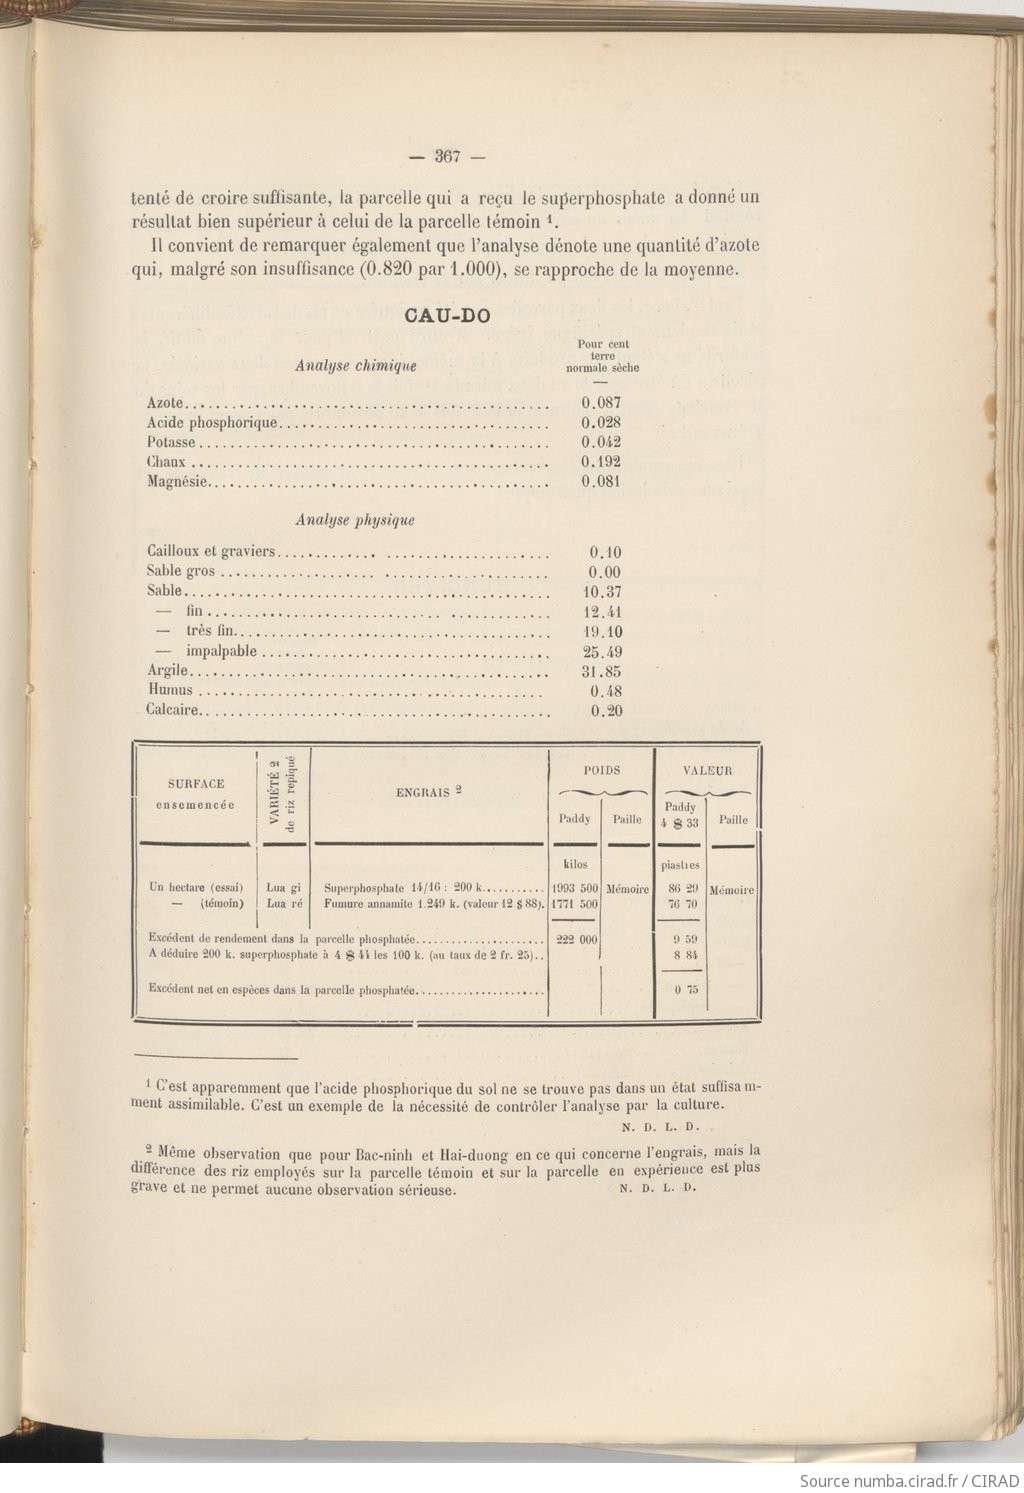 — 367 —
tenté de croire suffisante, la parcelle qui a reçu le superphosphate a donné un
résultat bien supérieur à celui de la parcelle témoin ¹.
Il convient de remarquer également que l'analyse dénote une quantité d'azote
qui, malgré son insuffisance (0.820 par 1.000), se rapproche de la moyenne.
CAU-DO
Pour cent
terre
normale sèche
Analyse chimique
Azote 0.087
Acide phosphorique 0.028
Potasse 0.042
Chaux 0.192
Magnésie 0.081
Analyse physique
Cailloux et graviers 0.10
Sable gros 0.00
Sable 10.37
— fin 12.41
— très fin 19.10
— impalpable 25.49
Argile 31.85
Humus 0.48
Calcaire 0.20
SURFACE
ensemencée
VARIÉTÉ ²
de riz repiqué
ENGRAIS ²
POIDS
Paddy
Paille
VALEUR
Paddy
4 $ 33
Paille
kilos piastres
Un hectare (essai) Lua gi Superphosphate 14/16 : 200 k. 1993 500 Mémoire 86 29 Mémoire
— (témoin) Lua ré Fumure annamite 1.249 k. (valeur 12 $ 88). 1771 500 76 70
Excédent de rendement dans la parcelle phosphatée 222 000 9 59
A déduire 200 k. superphosphate à 4 $ 44 les 100 k. (au taux de 2 fr. 25) 8 84
Excédent net en espèces dans la parcelle phosphatée 0 75
¹ C'est apparemment que l'acide phosphorique du sol ne se trouve pas dans un état suffisam-
ment assimilable. C'est un exemple de la nécessité de contrôler l'analyse par la culture.
N. D. L. D.
² Même observation que pour Bac-ninh et Hai-duong en ce qui concerne l'engrais, mais la
différence des riz employés sur la parcelle témoin et sur la parcelle en expérience est plus
grave et ne permet aucune observation sérieuse. N. D. L. D.
Source numba.cirad.fr / CIRAD